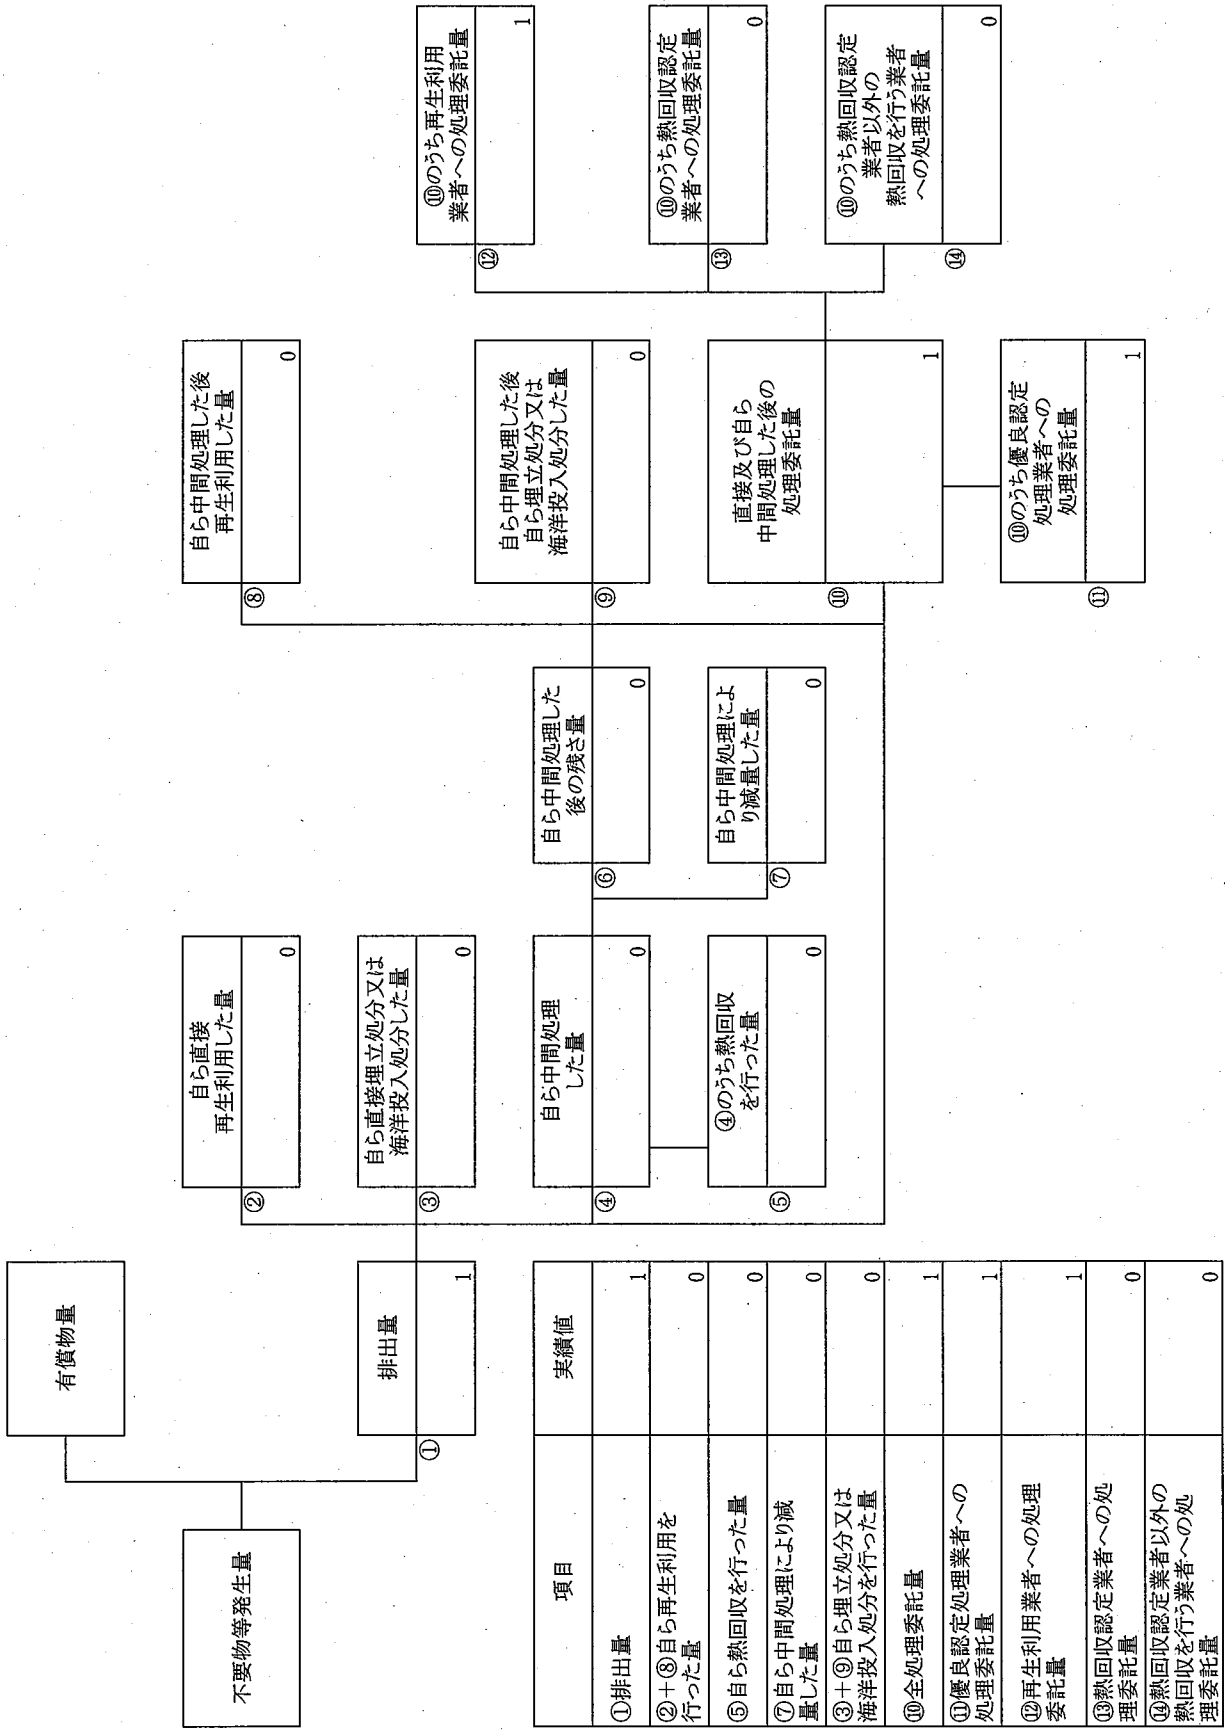 不要物等発生量
有償物量
①
排出量
1
②
自ら直接
再生利用した量
0
③
自ら直接埋立処分又は
海洋投入処分した量
0
④
自ら中間処理
した量
0
⑤
④のうち熱回収
を行った量
0
⑥
自ら中間処理した
後の残さ量
0
⑦
自ら中間処理によ
り減量した量
0
⑧
自ら中間処理した後
再生利用した量
0
⑨
自ら中間処理した後
自ら埋立処分又は
海洋投入処分した量
0
⑩
直接及び自ら
中間処理した後の
処理委託量
1
⑪
⑩のうち優良認定
処理業者への
処理委託量
1
⑫
⑩のうち再生利用
業者への処理委託量
1
⑬
⑩のうち熱回収認定
業者への処理委託量
0
⑭
⑩のうち熱回収認定
業者以外の
熱回収を行う業者
への処理委託量
0
項目 実績値
①排出量 1
②+⑧自ら再生利用を
行った量 0
⑤自ら熱回収を行った量 0
⑦自ら中間処理により減
量した量 0
③+⑨自ら埋立処分又は
海洋投入処分を行った量 0
⑩全処理委託量 1
⑪優良認定処理業者への
処理委託量 1
⑫再生利用業者への処理
委託量 1
⑬熱回収認定業者への処
理委託量 0
⑭熱回収認定業者以外の
熱回収を行う業者への処
理委託量 0